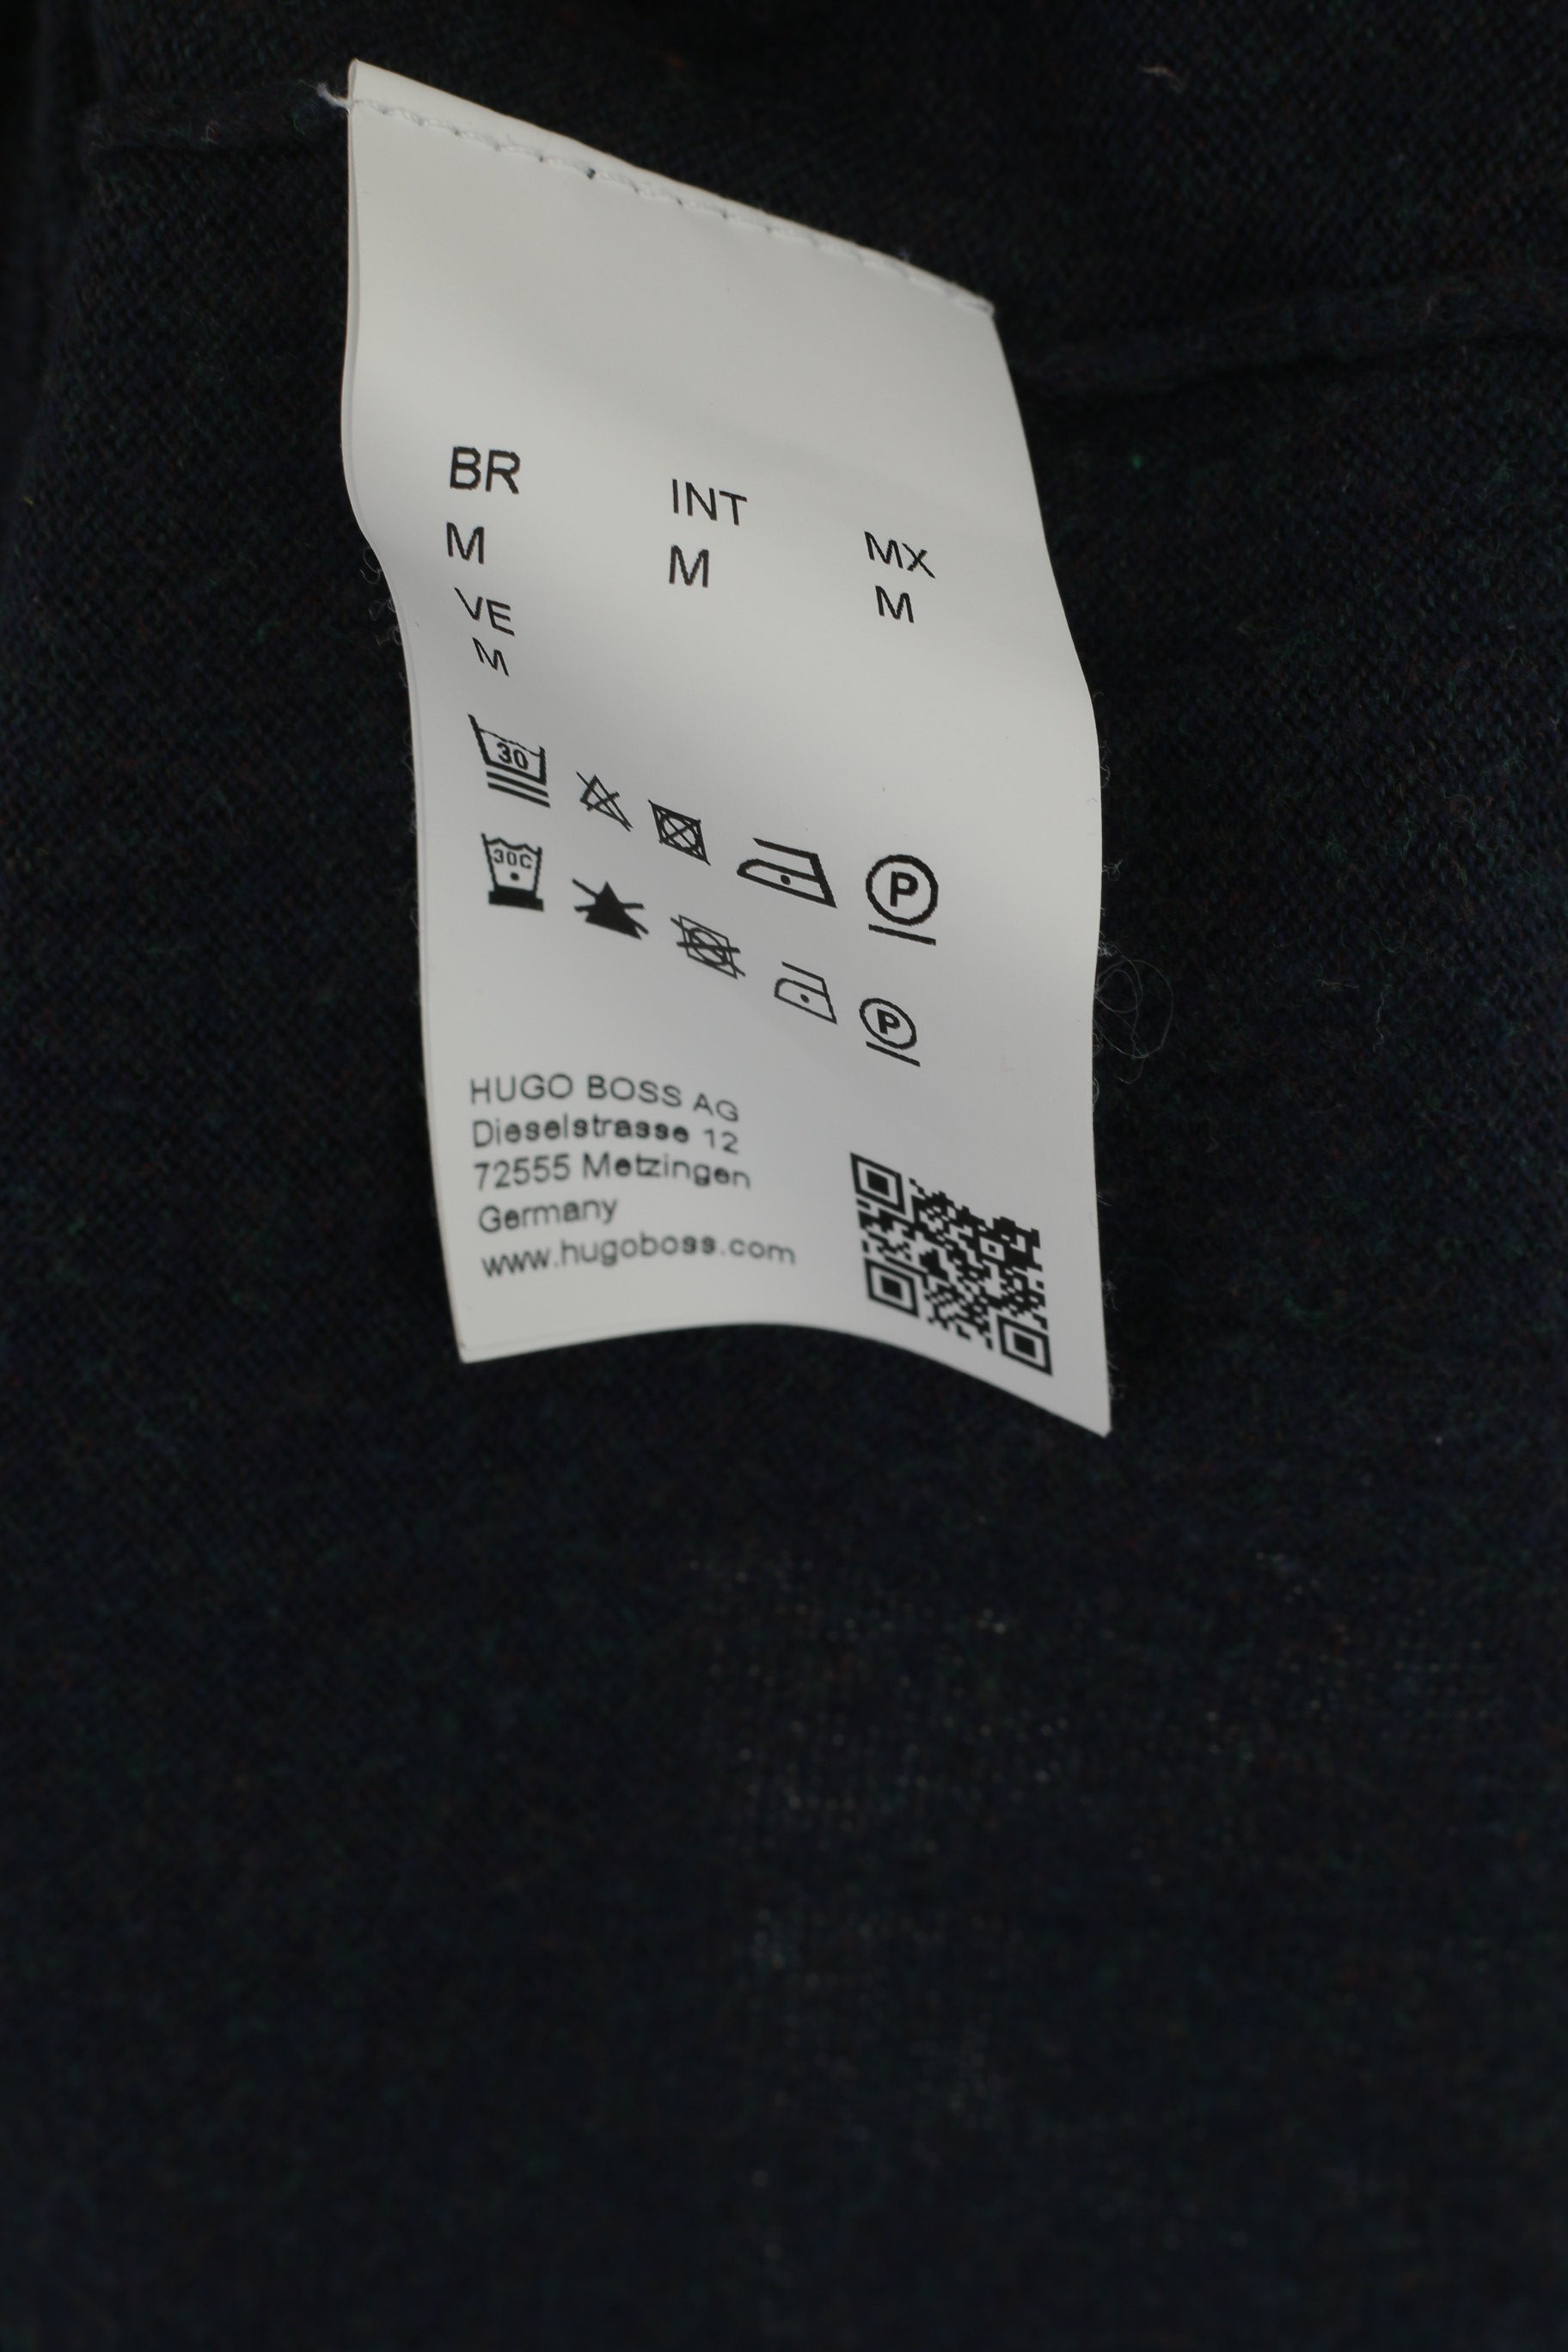 BR INT MX
M M M
VE
M
30
P
30C
P
HUGO BOSS AG
Dieselstrasse 12
72555 Metzingen
Germany
www.hugoboss.com